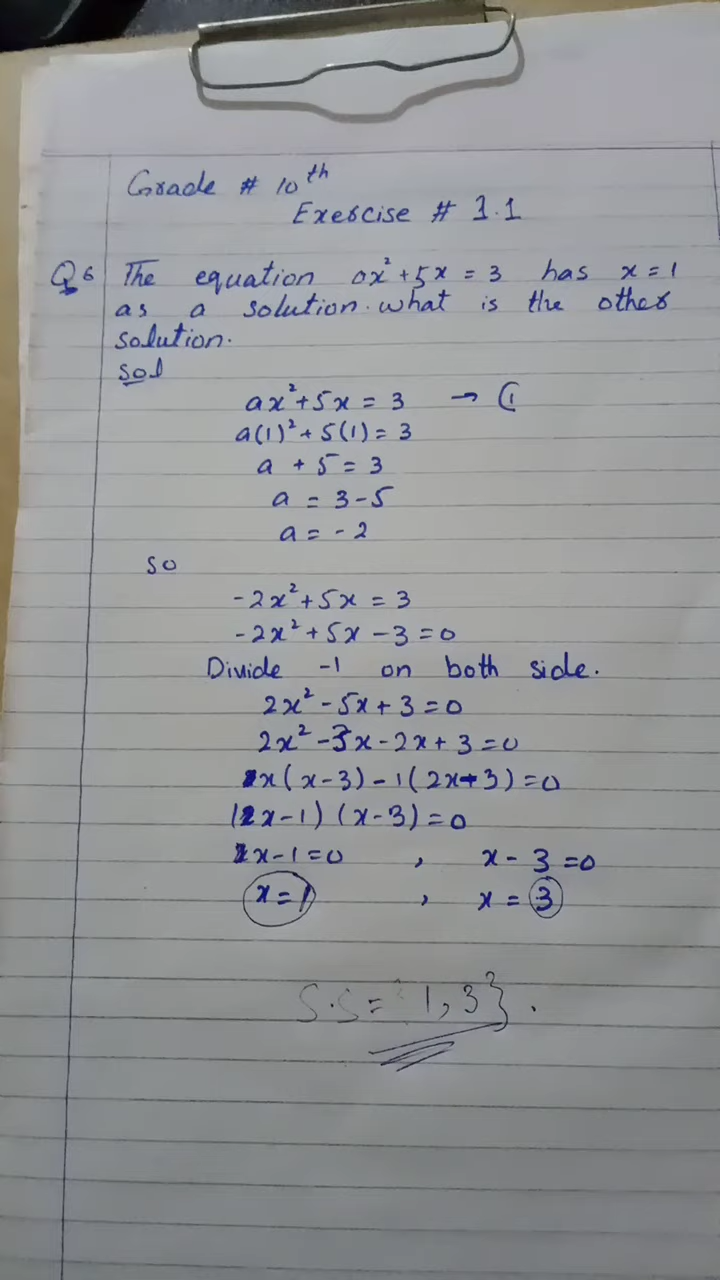 Grade # 10th
Exercise # 1.1
Q6 The equation ax²+5x = 3 has x = 1
as a solution. what is the other
solution.
Sol
ax²+5x = 3 → (1
a(1)²+5(1) = 3
a + 5 = 3
a = 3-5
a = -2
so
-2x²+5x = 3
-2x²+5x-3=0
Divide -1 on both side.
2x²-5x+3=0
2x²-3x-2x+3=0
x(x-3)-1(2x+3)=0
(2x-1) (x-3)=0
x-1=0 , x-3=0
x=1 , x=3
S.S={1,3}.